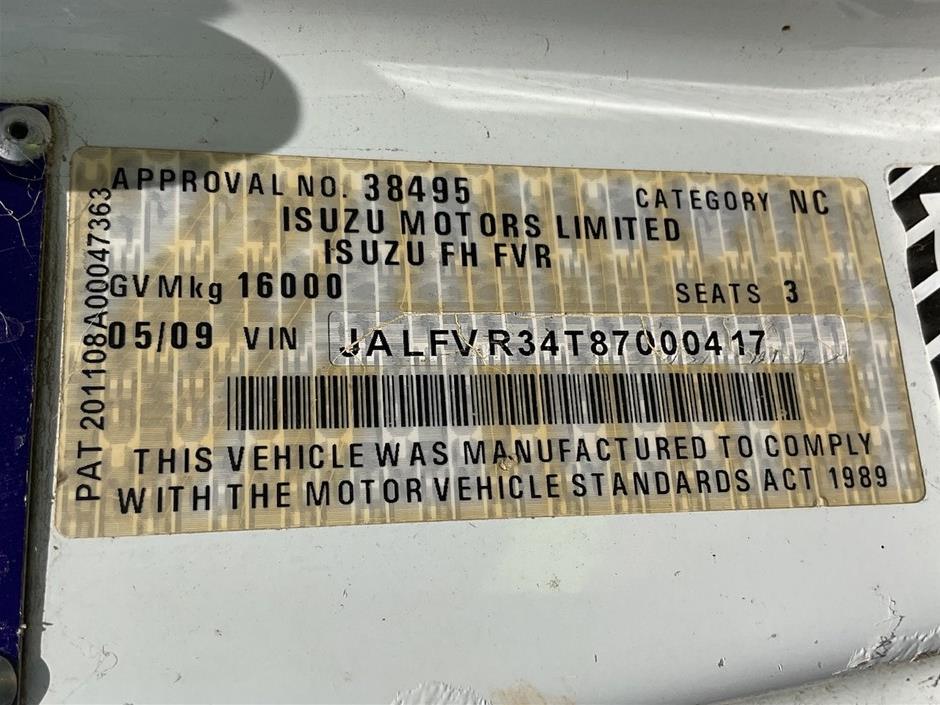 APPROVAL NO. 38495 CATEGORY NC
ISUZU MOTORS LIMITED
ISUZU FH FVR
GVMkg 16000 SEATS 3
05/09 VIN JALFVR34T87000417
THIS VEHICLE WAS MANUFACTURED TO COMPLY
WITH THE MOTOR VEHICLE STANDARDS ACT 1989
PAT 2011108A00047363